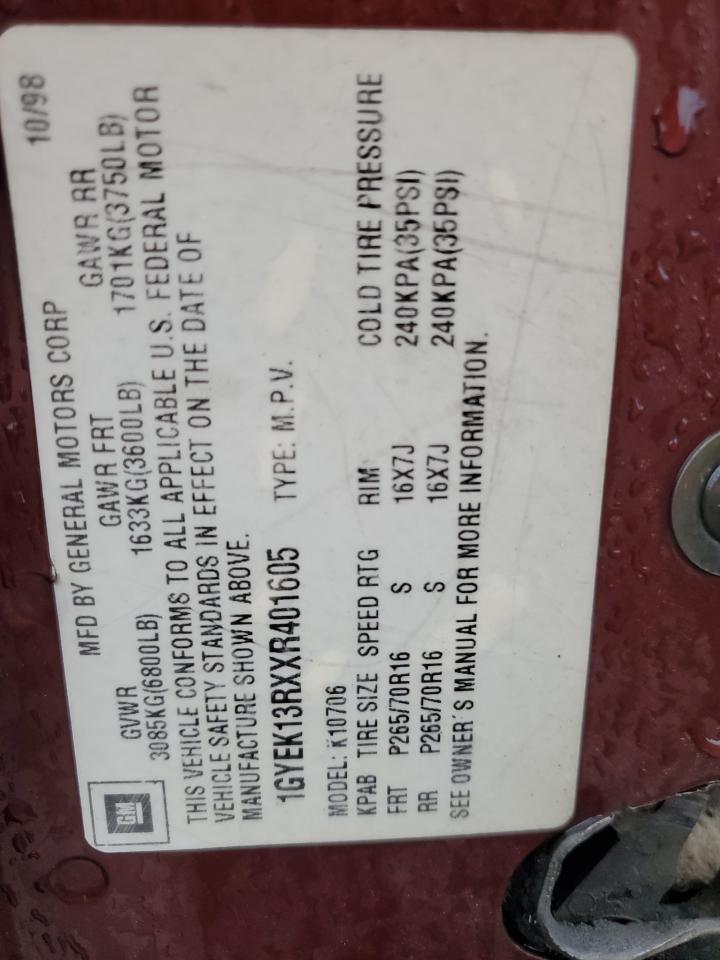 GM
MFD BY GENERAL MOTORS CORP 10/98
GVWR GAWR FRT GAWR RR
3085KG(6800LB) 1633KG(3600LB) 1701KG(3750LB)
THIS VEHICLE CONFORMS TO ALL APPLICABLE U.S. FEDERAL MOTOR
VEHICLE SAFETY STANDARDS IN EFFECT ON THE DATE OF
MANUFACTURE SHOWN ABOVE.
1GYEK13RXXR401605 TYPE: M.P.V.
MODEL: K10706
KPAB TIRE SIZE SPEED RTG RIM COLD TIRE PRESSURE
FRT P265/70R16 S 16X7J 240KPA(35PSI)
RR P265/70R16 S 16X7J 240KPA(35PSI)
SEE OWNER'S MANUAL FOR MORE INFORMATION.